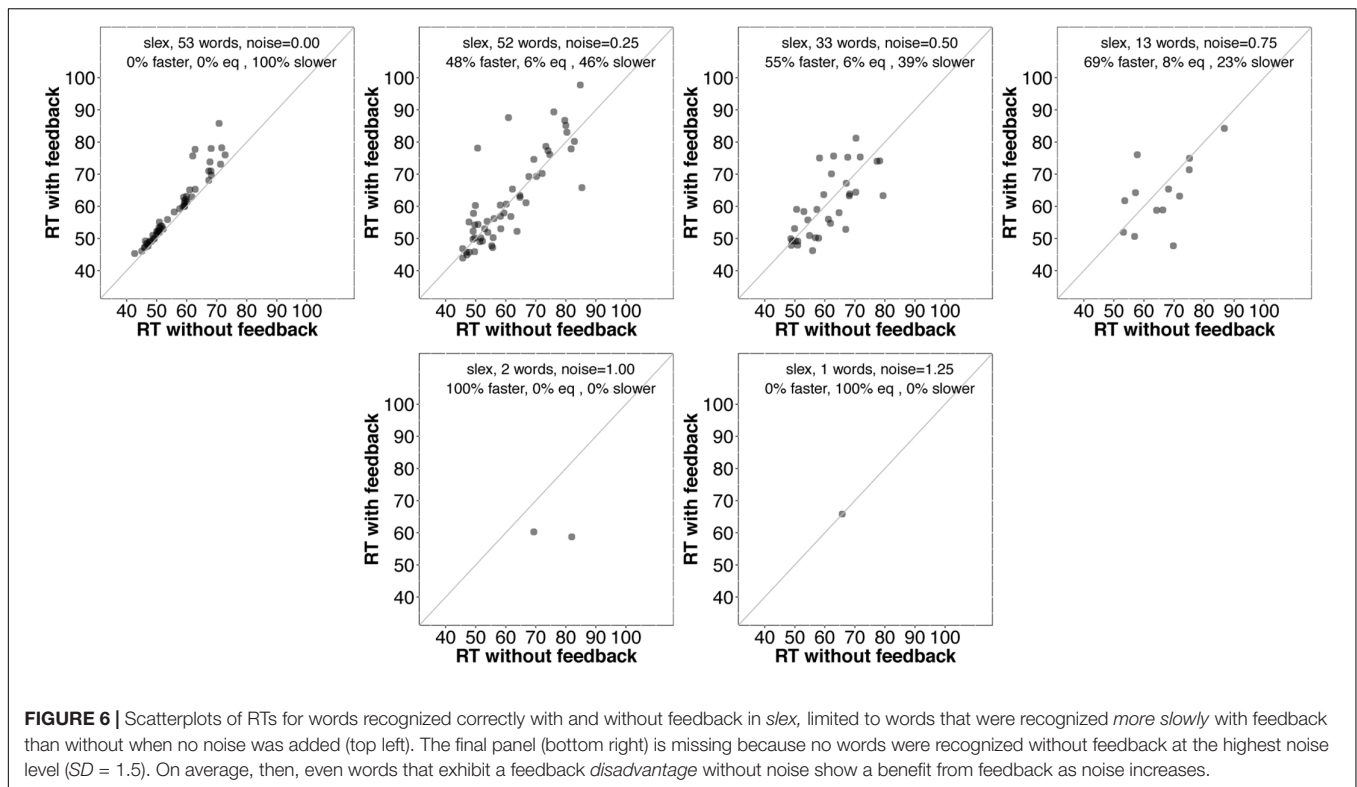 slex, 53 words, noise=0.00
0% faster, 0% eq , 100% slower
100
90
80
70
60
50
40
RT with feedback
40 50 60 70 80 90 100
RT without feedback
slex, 52 words, noise=0.25
48% faster, 6% eq , 46% slower
100
90
80
70
60
50
40
RT with feedback
40 50 60 70 80 90 100
RT without feedback
slex, 33 words, noise=0.50
55% faster, 6% eq , 39% slower
100
90
80
70
60
50
40
RT with feedback
40 50 60 70 80 90 100
RT without feedback
slex, 13 words, noise=0.75
69% faster, 8% eq , 23% slower
100
90
80
70
60
50
40
RT with feedback
40 50 60 70 80 90 100
RT without feedback
slex, 2 words, noise=1.00
100% faster, 0% eq , 0% slower
100
90
80
70
60
50
40
RT with feedback
40 50 60 70 80 90 100
RT without feedback
slex, 1 words, noise=1.25
0% faster, 100% eq , 0% slower
100
90
80
70
60
50
40
RT with feedback
40 50 60 70 80 90 100
RT without feedback
FIGURE 6 | Scatterplots of RTs for words recognized correctly with and without feedback in slex, limited to words that were recognized more slowly with feedback
than without when no noise was added (top left). The final panel (bottom right) is missing because no words were recognized without feedback at the highest noise
level (SD = 1.5). On average, then, even words that exhibit a feedback disadvantage without noise show a benefit from feedback as noise increases.